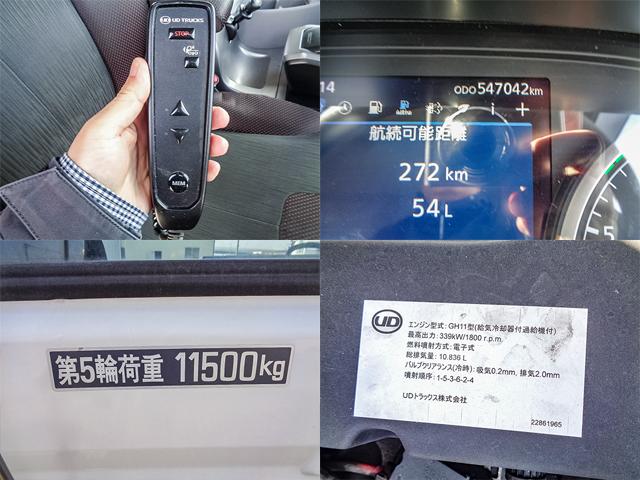 UD UD TRUCKS
STOP
MEM
14
ODO 547042km
i +
航続可能距離
272 km
54 L
5
第5輪荷重 11500kg
UD
エンジン型式: GH11型(給気冷却器付過給機付)
最高出力: 339kW/1800 r.p.m.
燃料噴射方式: 電子式
総排気量: 10.836 L
バルブクリアランス(冷時): 吸気0.2mm, 排気2.0mm
噴射順序: 1-5-3-6-2-4
UDトラックス株式会社
22861965